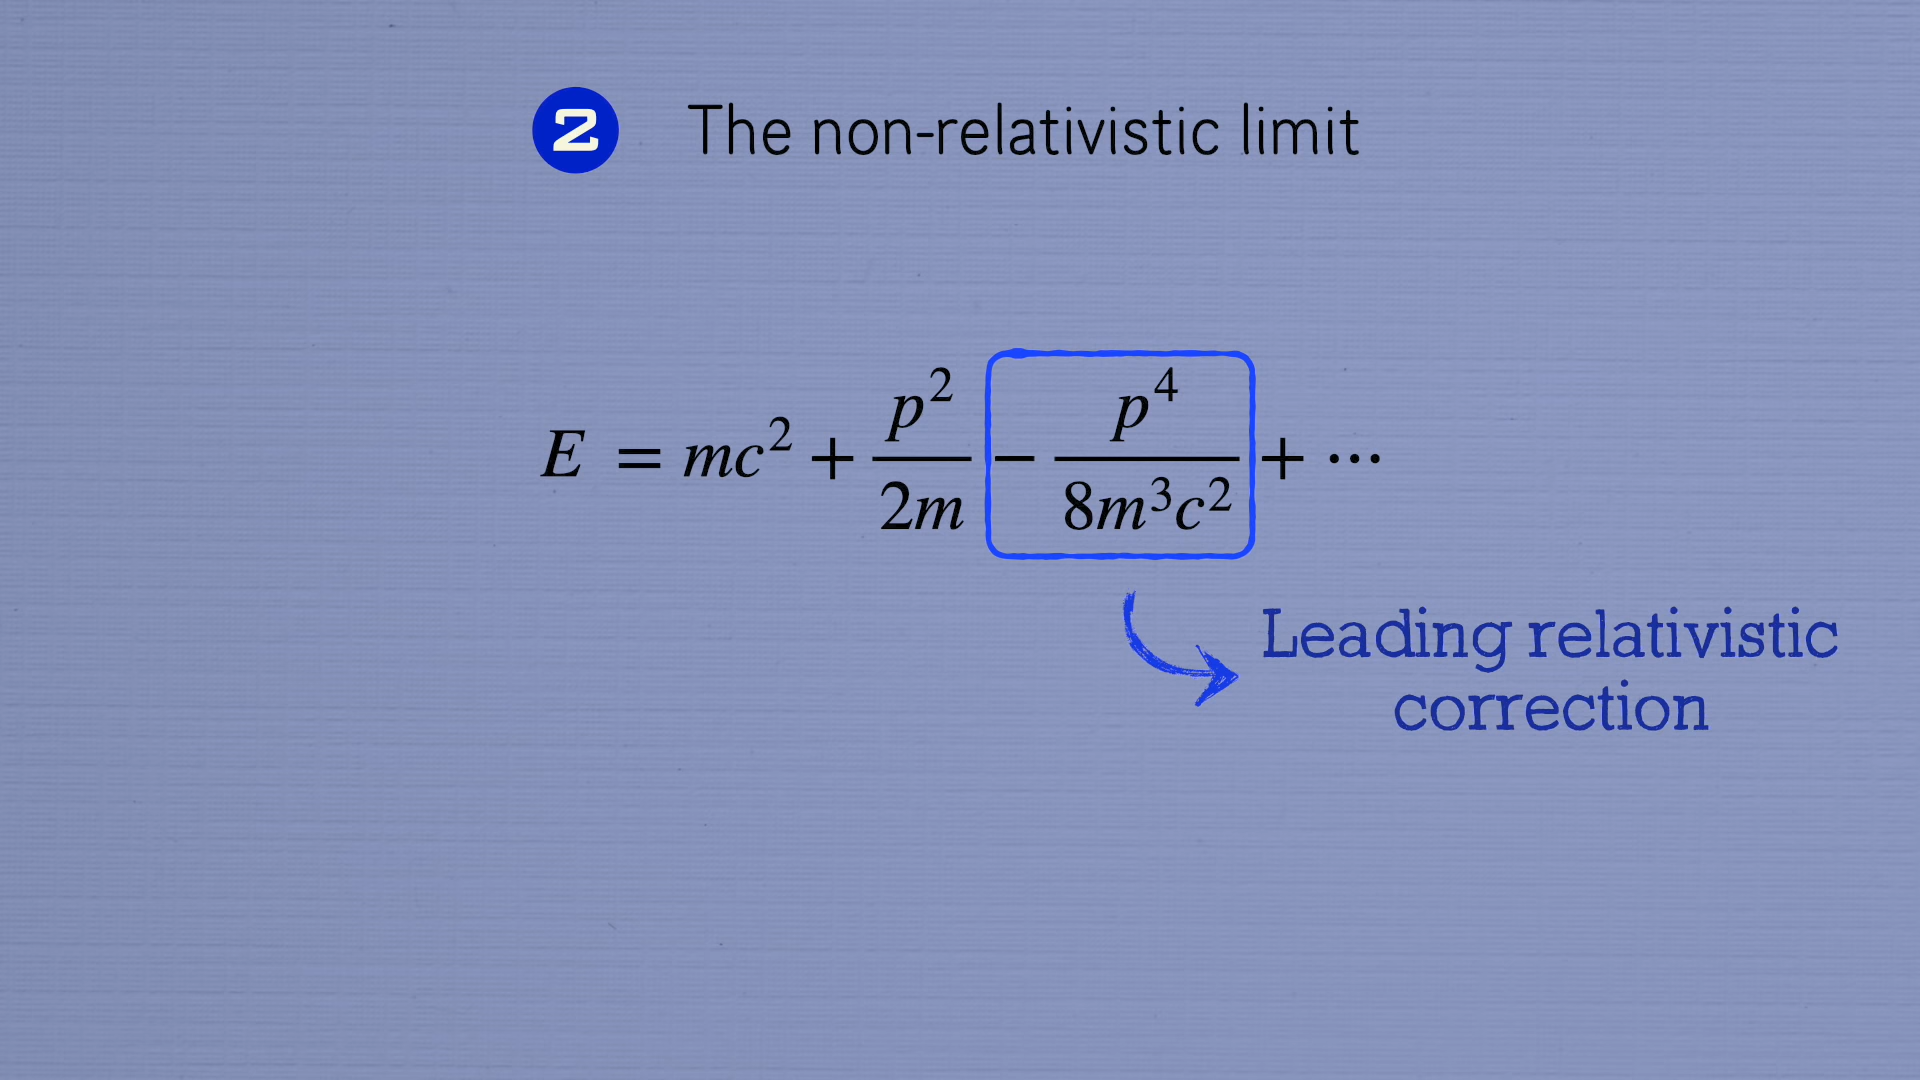 2 The non-relativistic limit
E = mc² + p²/2m − p⁴/8m³c² + ⋯
Leading relativistic
correction